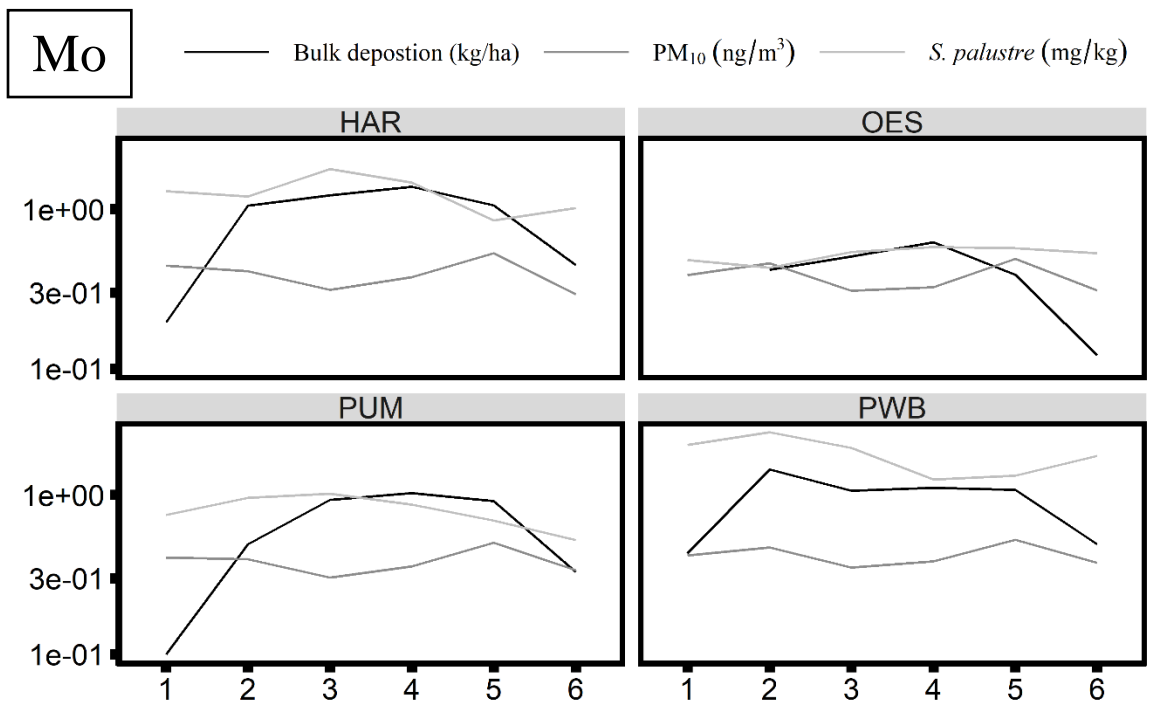 Mo
Bulk depostion (kg/ha) PM₁₀ (ng/m³) S. palustre (mg/kg)
HAR OES
1e+00
3e-01
1e-01
PUM PWB
1e+00
3e-01
1e-01
1 2 3 4 5 6 1 2 3 4 5 6